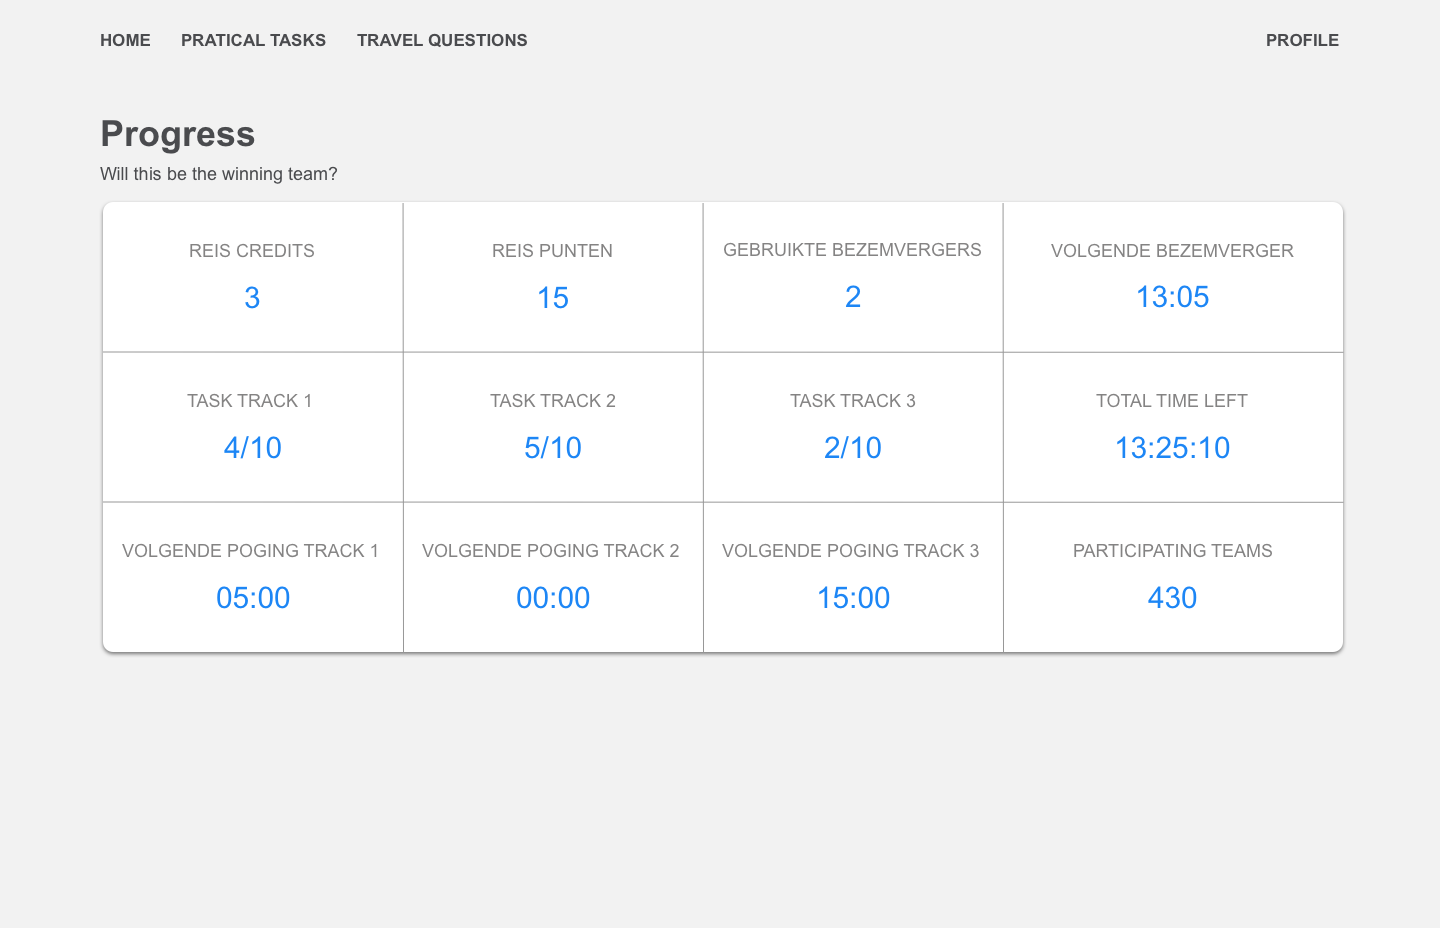 HOME PRATICAL TASKS TRAVEL QUESTIONS PROFILE
Progress
Will this be the winning team?
REIS CREDITS REIS PUNTEN GEBRUIKTE BEZEMVERGERS VOLGENDE BEZEMVERGER
3 15 2 13:05
TASK TRACK 1 TASK TRACK 2 TASK TRACK 3 TOTAL TIME LEFT
4/10 5/10 2/10 13:25:10
VOLGENDE POGING TRACK 1 VOLGENDE POGING TRACK 2 VOLGENDE POGING TRACK 3 PARTICIPATING TEAMS
05:00 00:00 15:00 430